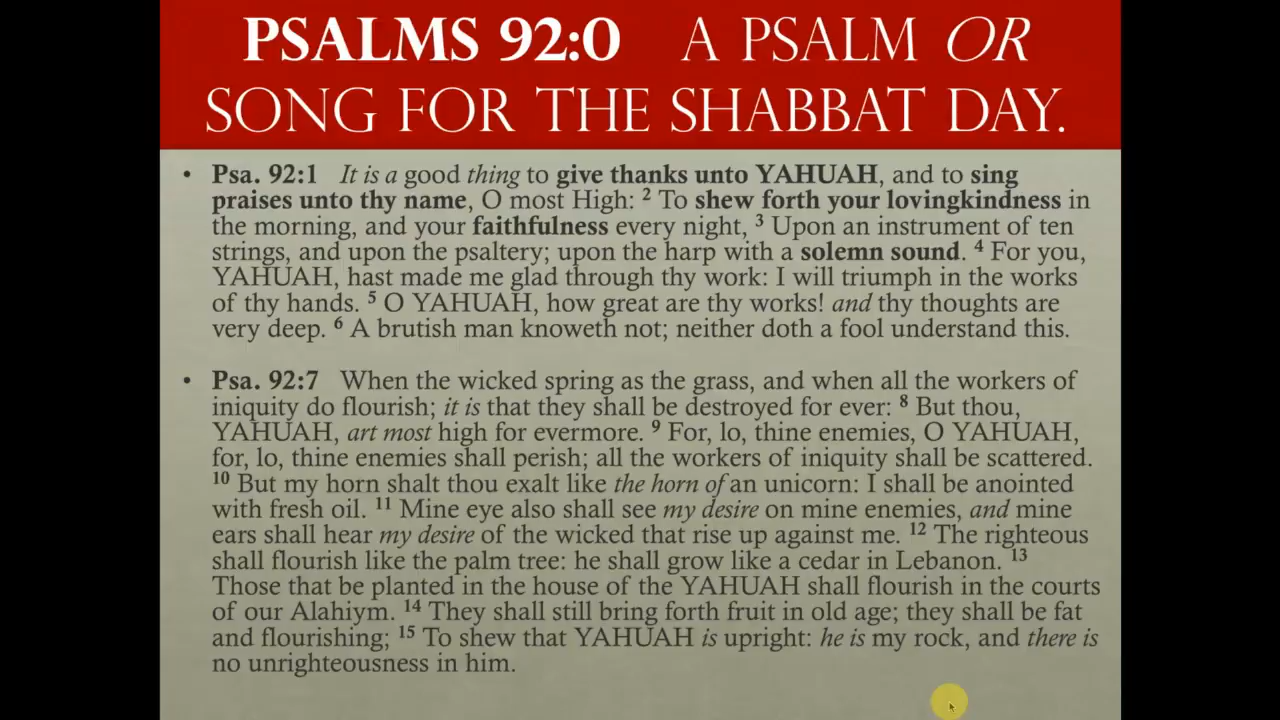 PSALMS 92:0 A PSALM OR
SONG FOR THE SHABBAT DAY.
• Psa. 92:1 It is a good thing to give thanks unto YAHUAH, and to sing
praises unto thy name, O most High: 2 To shew forth your lovingkindness in
the morning, and your faithfulness every night, 3 Upon an instrument of ten
strings, and upon the psaltery; upon the harp with a solemn sound. 4 For you,
YAHUAH, hast made me glad through thy work: I will triumph in the works
of thy hands. 5 O YAHUAH, how great are thy works! and thy thoughts are
very deep. 6 A brutish man knoweth not; neither doth a fool understand this.
• Psa. 92:7 When the wicked spring as the grass, and when all the workers of
iniquity do flourish; it is that they shall be destroyed for ever: 8 But thou,
YAHUAH, art most high for evermore. 9 For, lo, thine enemies, O YAHUAH,
for, lo, thine enemies shall perish; all the workers of iniquity shall be scattered.
10 But my horn shalt thou exalt like the horn of an unicorn: I shall be anointed
with fresh oil. 11 Mine eye also shall see my desire on mine enemies, and mine
ears shall hear my desire of the wicked that rise up against me. 12 The righteous
shall flourish like the palm tree: he shall grow like a cedar in Lebanon. 13
Those that be planted in the house of the YAHUAH shall flourish in the courts
of our Alahiym. 14 They shall still bring forth fruit in old age; they shall be fat
and flourishing; 15 To shew that YAHUAH is upright: he is my rock, and there is
no unrighteousness in him.